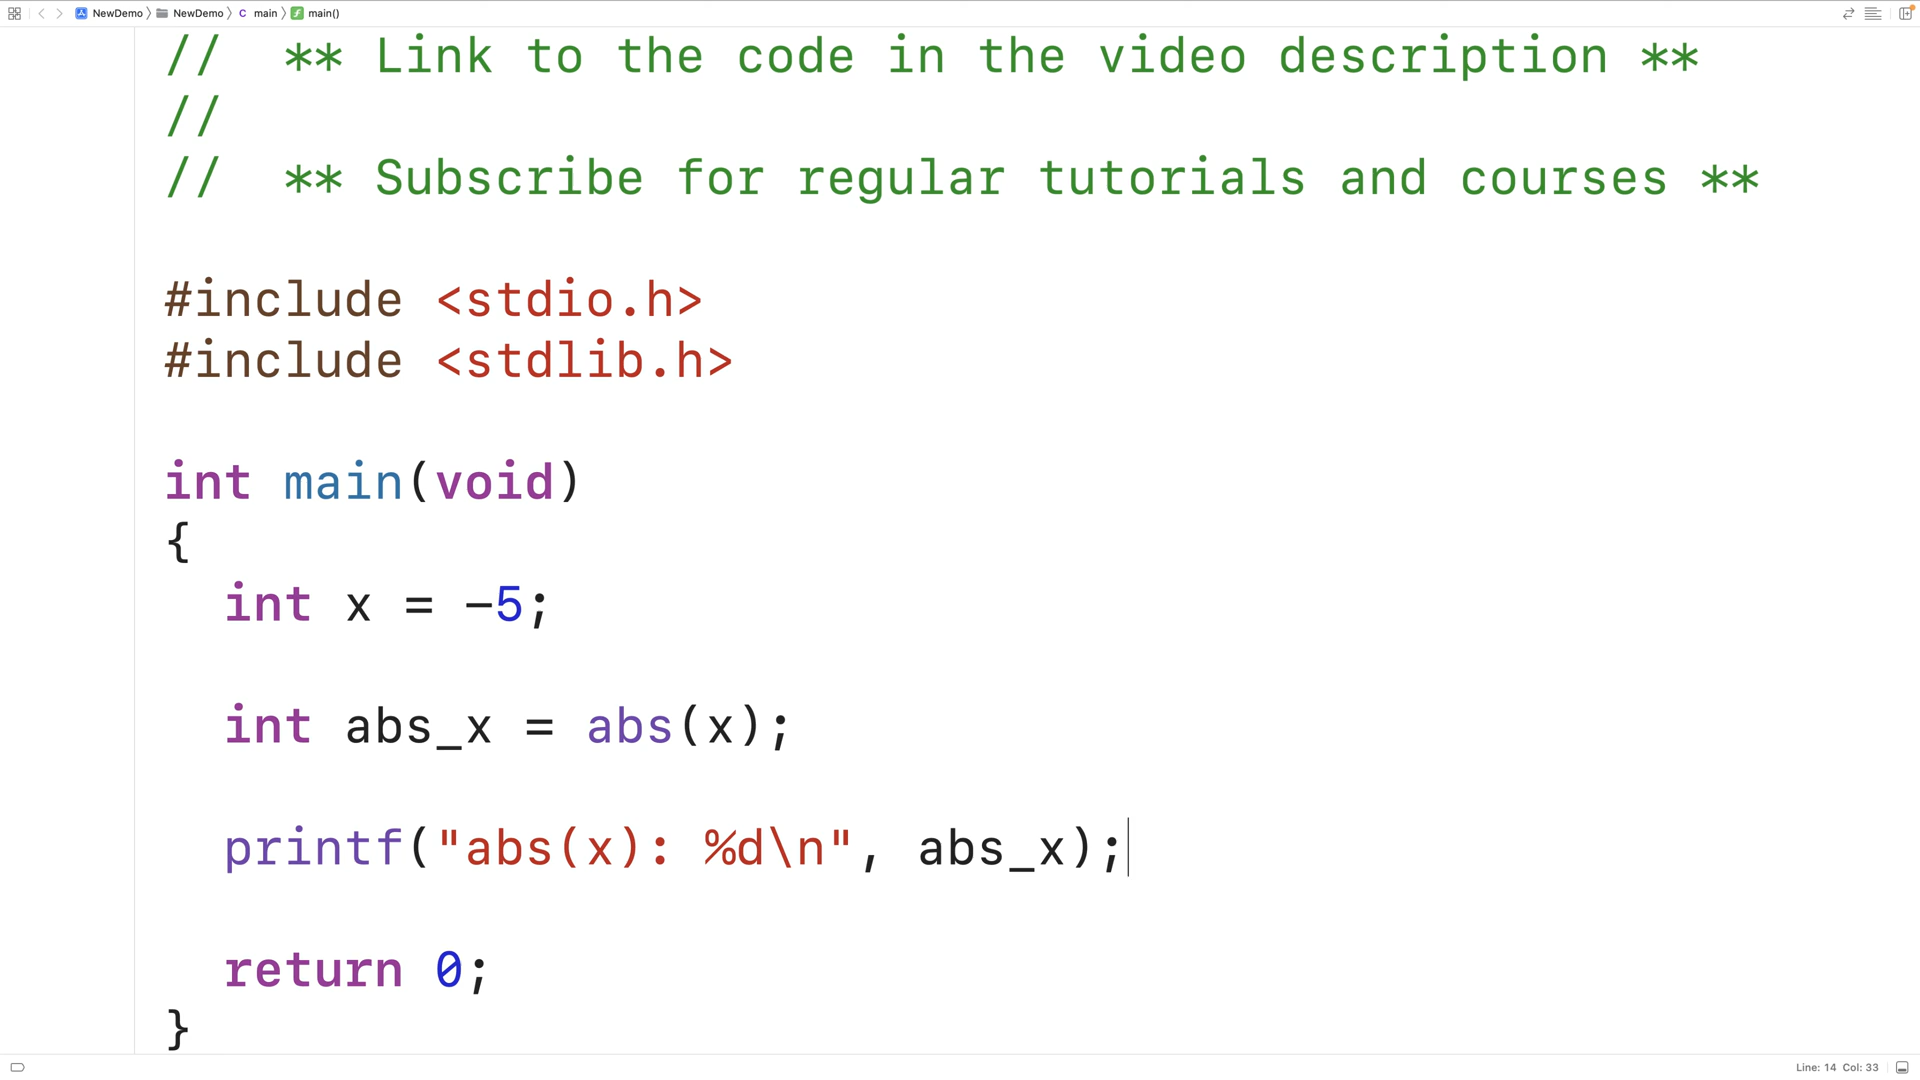 NewDemo NewDemo C main f main()
// ** Link to the code in the video description **
//
// ** Subscribe for regular tutorials and courses **
#include <stdio.h>
#include <stdlib.h>
int main(void)
{
int x = -5;
int abs_x = abs(x);
printf("abs(x): %d\n", abs_x);
return 0;
}
Line: 14 Col: 33